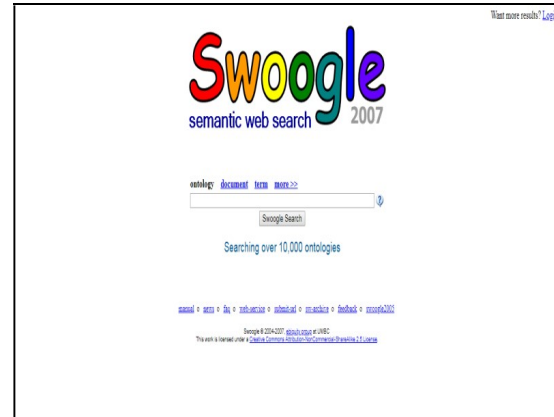 Want more results? Logi
Swoogle
semantic web search 2007
ontology document term more >>
Swoogle Search
Searching over 10,000 ontologies
manual o news o faq o web-service o submit-url o sw-archive o feedback o swoogle2005
Swoogle © 2004-2007, ebiquity group at UMBC
This work is licensed under a Creative Commons Attribution-NonCommercial-ShareAlike 2.5 License.